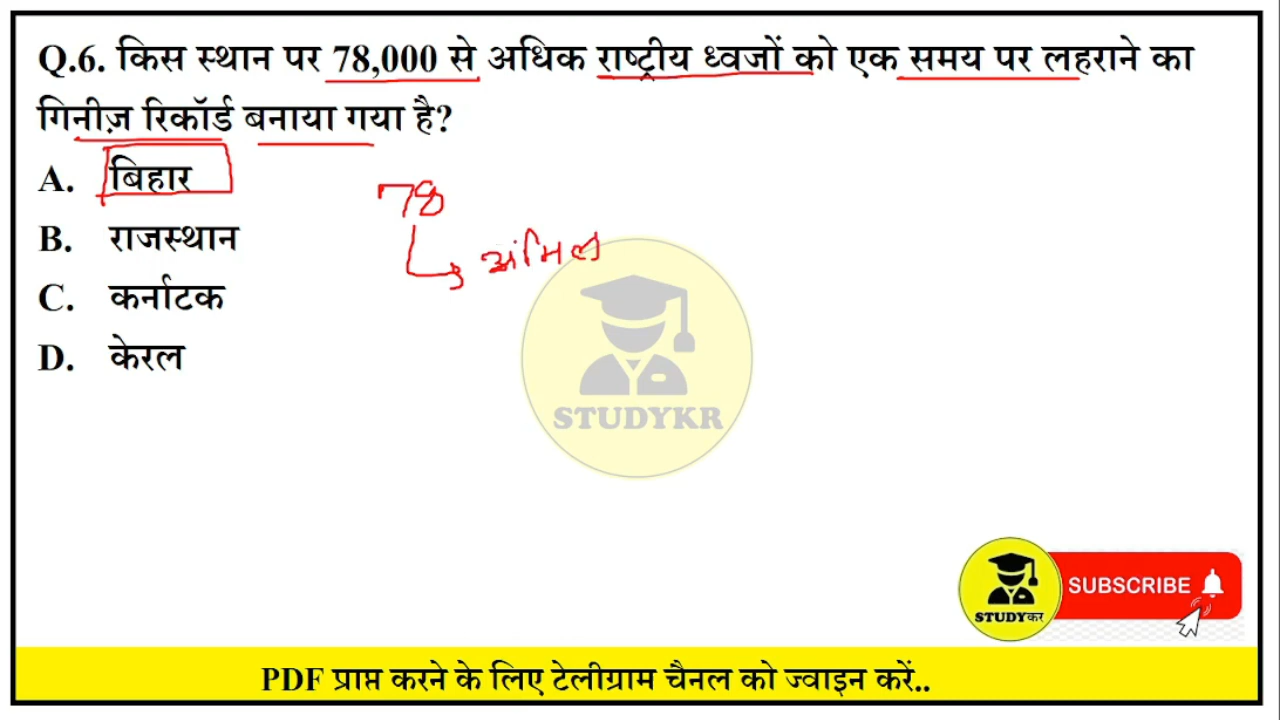 Q.6. किस स्थान पर 78,000 से अधिक राष्ट्रीय ध्वजों को एक समय पर लहराने का
गिनीज़ रिकॉर्ड बनाया गया है?
A. बिहार
B. राजस्थान
C. कर्नाटक
D. केरल
78
STUDYKR
SUBSCRIBE
STUDYकर
PDF प्राप्त करने के लिए टेलीग्राम चैनल को ज्वाइन करें..